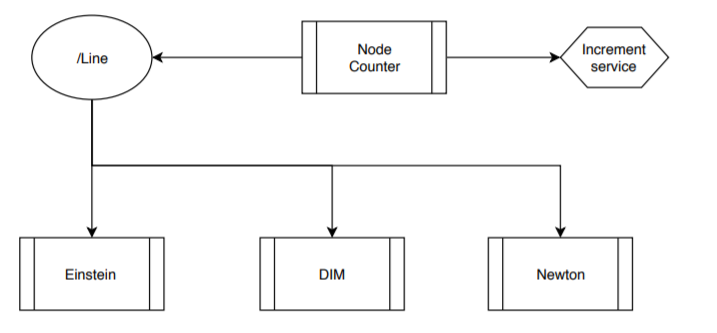 /Line
Node
Counter
Increment
service
Einstein
DIM
Newton